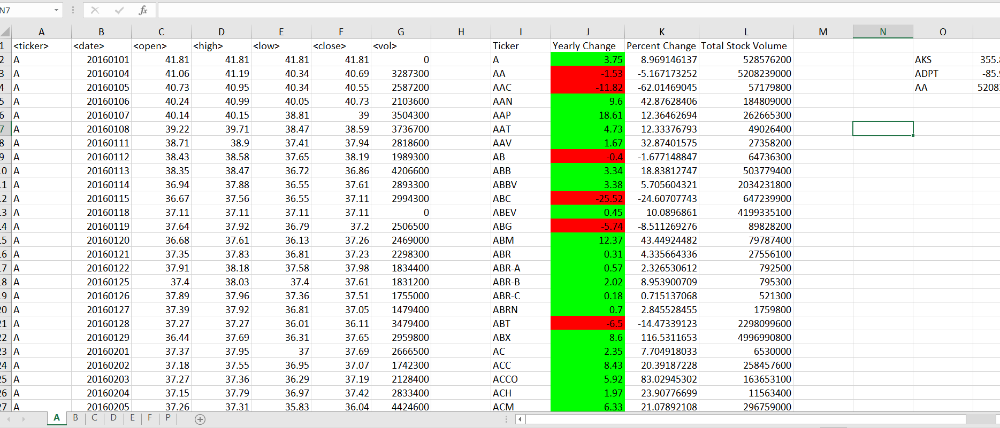 N7 fx
A B C D E F G H I J K L M N O
1 <ticker> <date> <open> <high> <low> <close> <vol> Ticker Yearly Change Percent Change Total Stock Volume
2 A 20160101 41.81 41.81 41.81 41.81 0 A 3.75 8.969146137 528576200 AKS 355.
3 A 20160104 41.06 41.19 40.34 40.69 3287300 AA -1.53 -5.167173252 5208239000 ADPT -85.
4 A 20160105 40.73 40.95 40.34 40.55 2587200 AAC -11.82 -62.01469045 57179800 AA 5208
5 A 20160106 40.24 40.99 40.05 40.73 2103600 AAN 9.6 42.87628406 184809000
6 A 20160107 40.14 40.15 38.81 39 3504300 AAP 18.61 12.36462694 262665300
7 A 20160108 39.22 39.71 38.47 38.59 3736700 AAT 4.73 12.33376793 49026400
8 A 20160111 38.71 38.9 37.41 37.94 2818600 AAV 1.67 32.87401575 27358200
9 A 20160112 38.43 38.58 37.65 38.19 1989300 AB -0.4 -1.677148847 64736300
0 A 20160113 38.35 38.47 36.72 36.86 4206600 ABB 3.34 18.83812747 503779400
1 A 20160114 36.94 37.88 36.55 37.61 2893300 ABBV 3.38 5.705604321 2034231800
2 A 20160115 36.67 37.56 36.55 37.11 2994300 ABC -25.52 -24.60707743 647239900
3 A 20160118 37.11 37.11 37.11 37.11 0 ABEV 0.45 10.0896861 4199335100
4 A 20160119 37.64 37.92 36.79 37.2 2506500 ABG -5.74 -8.511269276 89828200
5 A 20160120 36.68 37.61 36.13 37.26 2469000 ABM 12.37 43.44924482 79787400
6 A 20160121 37.35 37.83 36.81 37.23 2298300 ABR 0.31 4.335664336 27556100
7 A 20160122 37.91 38.18 37.58 37.98 1834400 ABR-A 0.57 2.326530612 792500
8 A 20160125 37.4 38.03 37.4 37.61 1831200 ABR-B 2.02 8.953900709 795300
9 A 20160126 37.89 37.96 37.36 37.51 1755000 ABR-C 0.18 0.715137068 521300
20 A 20160127 37.39 37.92 36.81 37.05 1479400 ABRN 0.7 2.845528455 1759800
21 A 20160128 37.27 37.27 36.01 36.11 3479400 ABT -6.5 -14.47339123 2298099600
22 A 20160129 36.44 37.69 36.31 37.65 2959800 ABX 8.6 116.5311653 4996990800
23 A 20160201 37.37 37.95 37 37.69 2666500 AC 2.35 7.704918033 6530000
24 A 20160202 37.18 37.55 36.95 37.07 1742300 ACC 8.43 20.39187228 258457600
25 A 20160203 37.27 37.36 36.29 37.19 2128400 ACCO 5.92 83.02945302 163653100
26 A 20160204 37.15 37.79 36.97 37.42 2833400 ACH 1.97 23.90776699 11563400
27 A 20160205 37.26 37.31 35.83 36.04 4424600 ACM 6.33 21.07892108 296759000
A B C D E F P